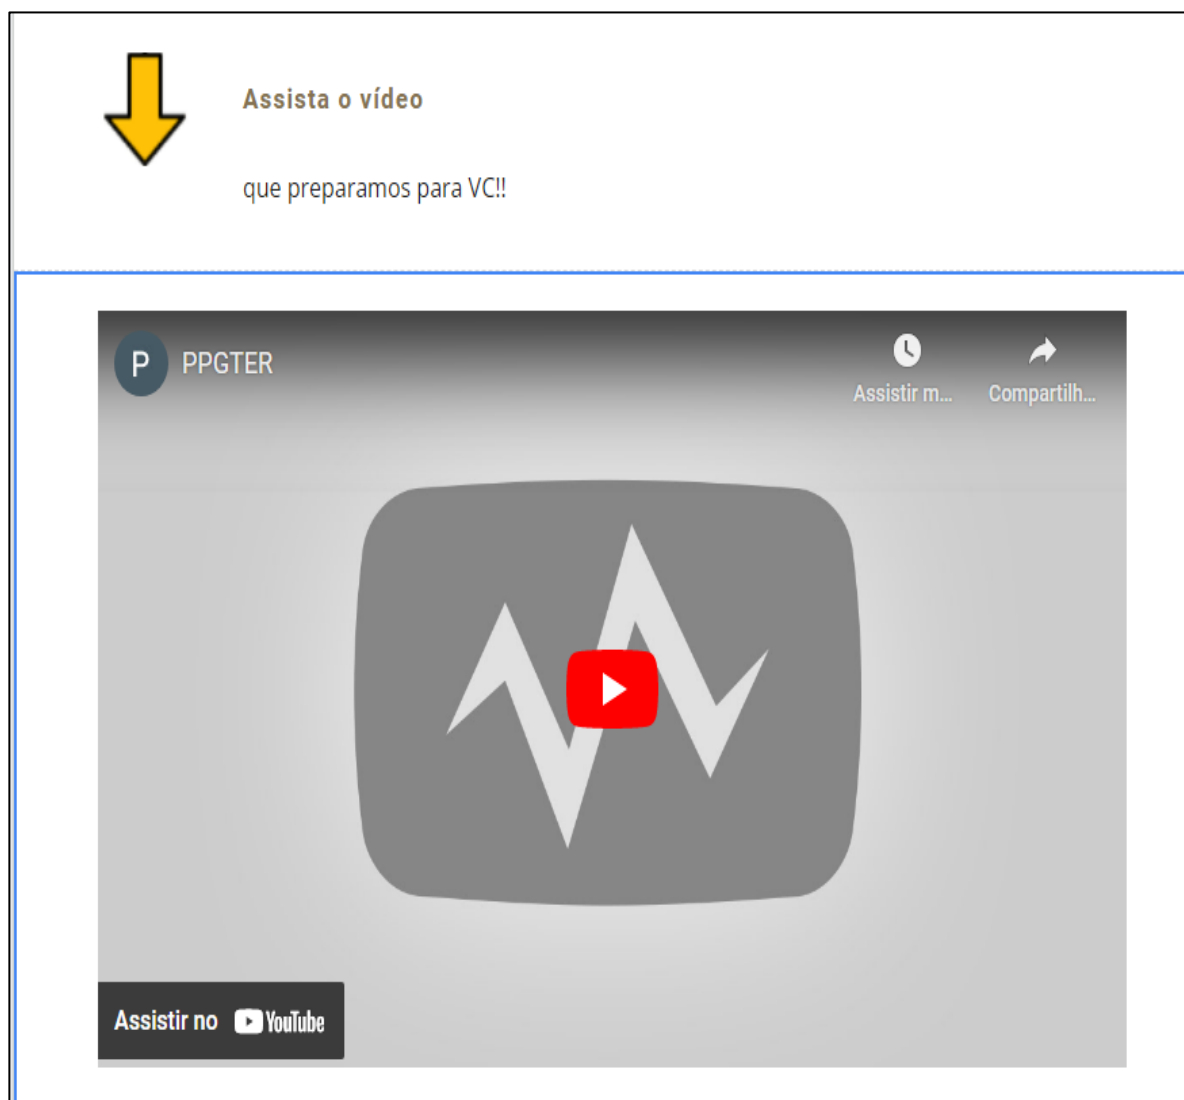 Assista o vídeo
que preparamos para VC!!
P PPGTER
Assistir m... Compartilh...
Assistir no YouTube